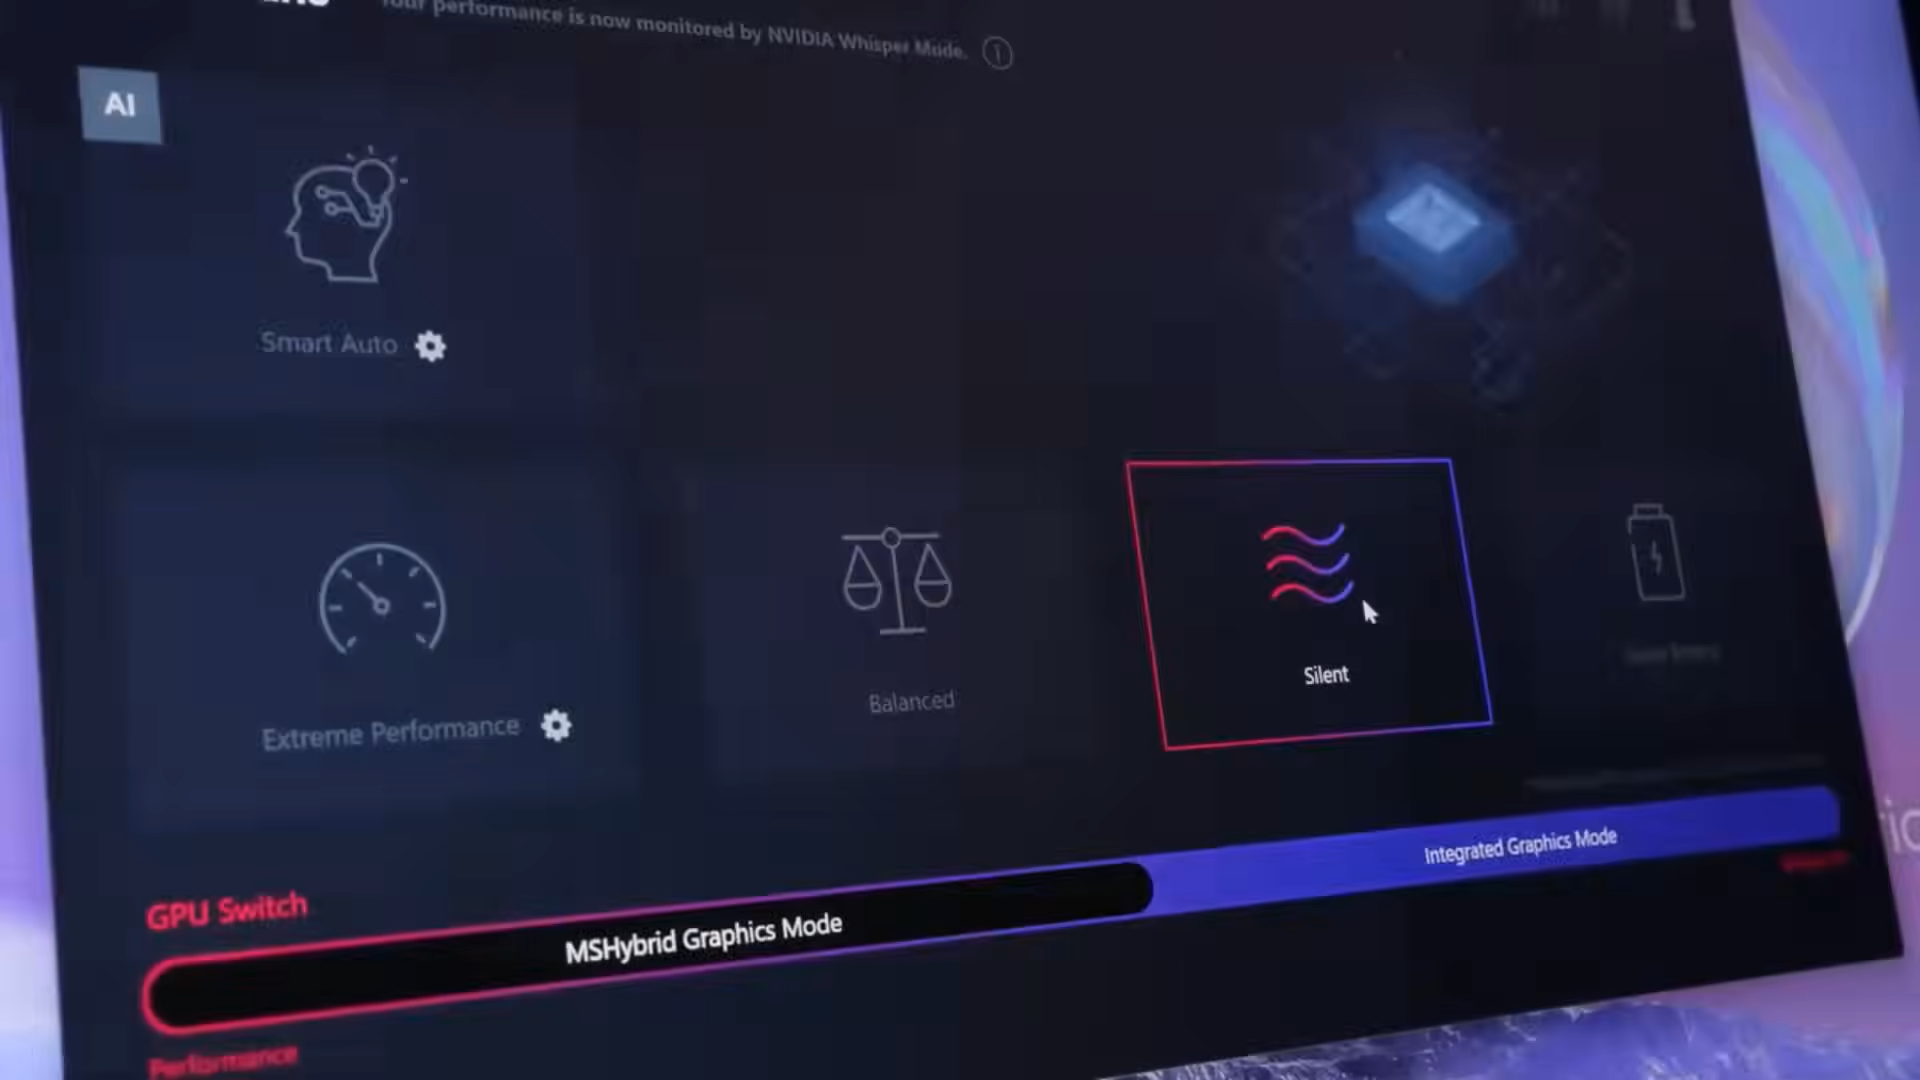 performance is now monitored by NVIDIA Whisper Mode.
AI
Smart Auto
Extreme Performance
Balanced
Silent
GPU Switch
MSHybrid Graphics Mode
Integrated Graphics Mode
Performance